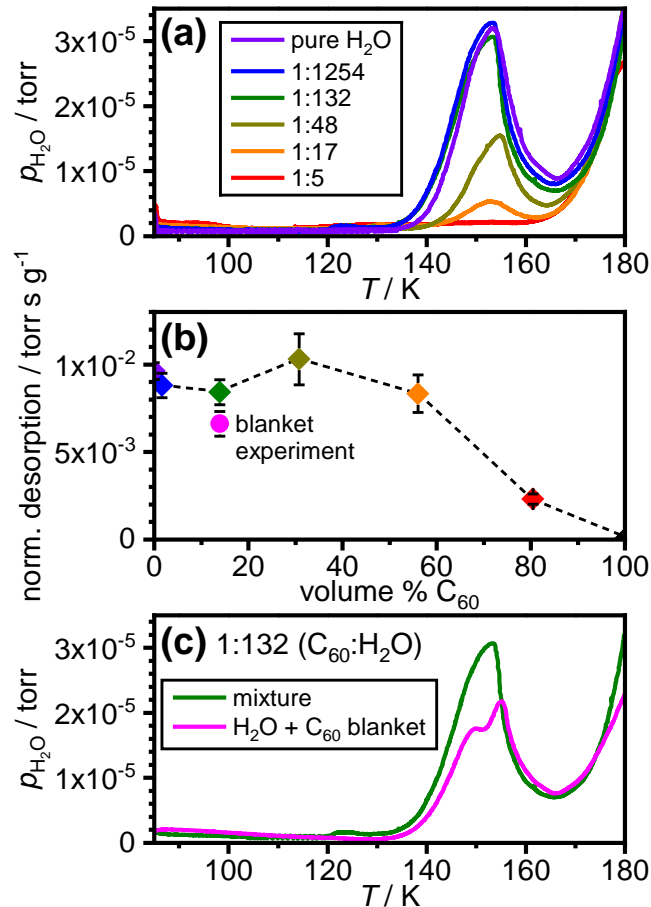 (a)
pure H₂O
1:1254
1:132
1:48
1:17
1:5
p_H₂O / torr
3x10⁻⁵
2x10⁻⁵
1x10⁻⁵
0
100 120 140 160 180
T / K
(b)
norm. desorption / torr s g⁻¹
1x10⁻²
5x10⁻³
0
blanket
experiment
0 20 40 60 80 100
volume % C₆₀
(c) 1:132 (C₆₀:H₂O)
mixture
H₂O + C₆₀ blanket
p_H₂O / torr
3x10⁻⁵
2x10⁻⁵
1x10⁻⁵
0
100 120 140 160 180
T / K